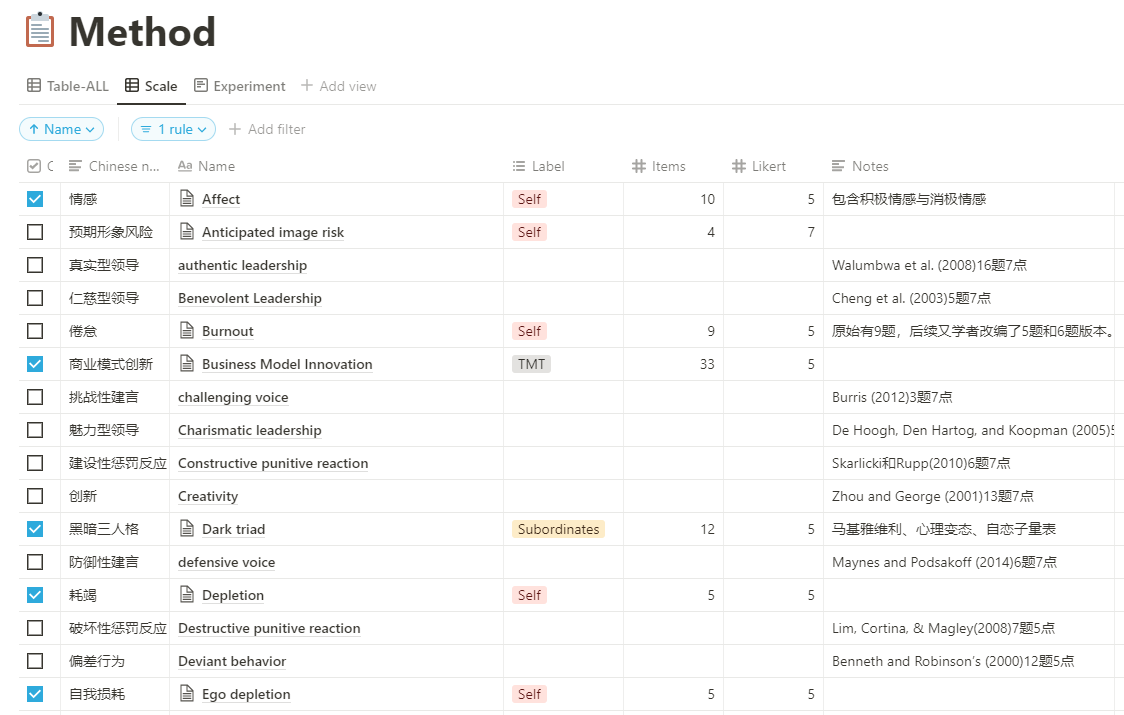 Method
Table-ALL Scale Experiment Add view
Name 1 rule Add filter
C Chinese n... Aa Name Label # Items # Likert Notes
情感 Affect Self 10 5 包含积极情感与消极情感
预期形象风险 Anticipated image risk Self 4 7
真实型领导 authentic leadership Walumbwa et al. (2008)16题7点
仁慈型领导 Benevolent Leadership Cheng et al. (2003)5题7点
倦怠 Burnout Self 9 5 原始有9题，后续又学者改编了5题和6题版本。
商业模式创新 Business Model Innovation TMT 33 5
挑战性建言 challenging voice Burris (2012)3题7点
魅力型领导 Charismatic leadership De Hoogh, Den Hartog, and Koopman (2005)5
建设性惩罚反应 Constructive punitive reaction Skarlicki和Rupp(2010)6题7点
创新 Creativity Zhou and George (2001)13题7点
黑暗三人格 Dark triad Subordinates 12 5 马基雅维利、心理变态、自恋子量表
防御性建言 defensive voice Maynes and Podsakoff (2014)6题7点
耗竭 Depletion Self 5 5
破坏性惩罚反应 Destructive punitive reaction Lim, Cortina, & Magley(2008)7题5点
偏差行为 Deviant behavior Benneth and Robinson’s (2000)12题5点
自我损耗 Ego depletion Self 5 5